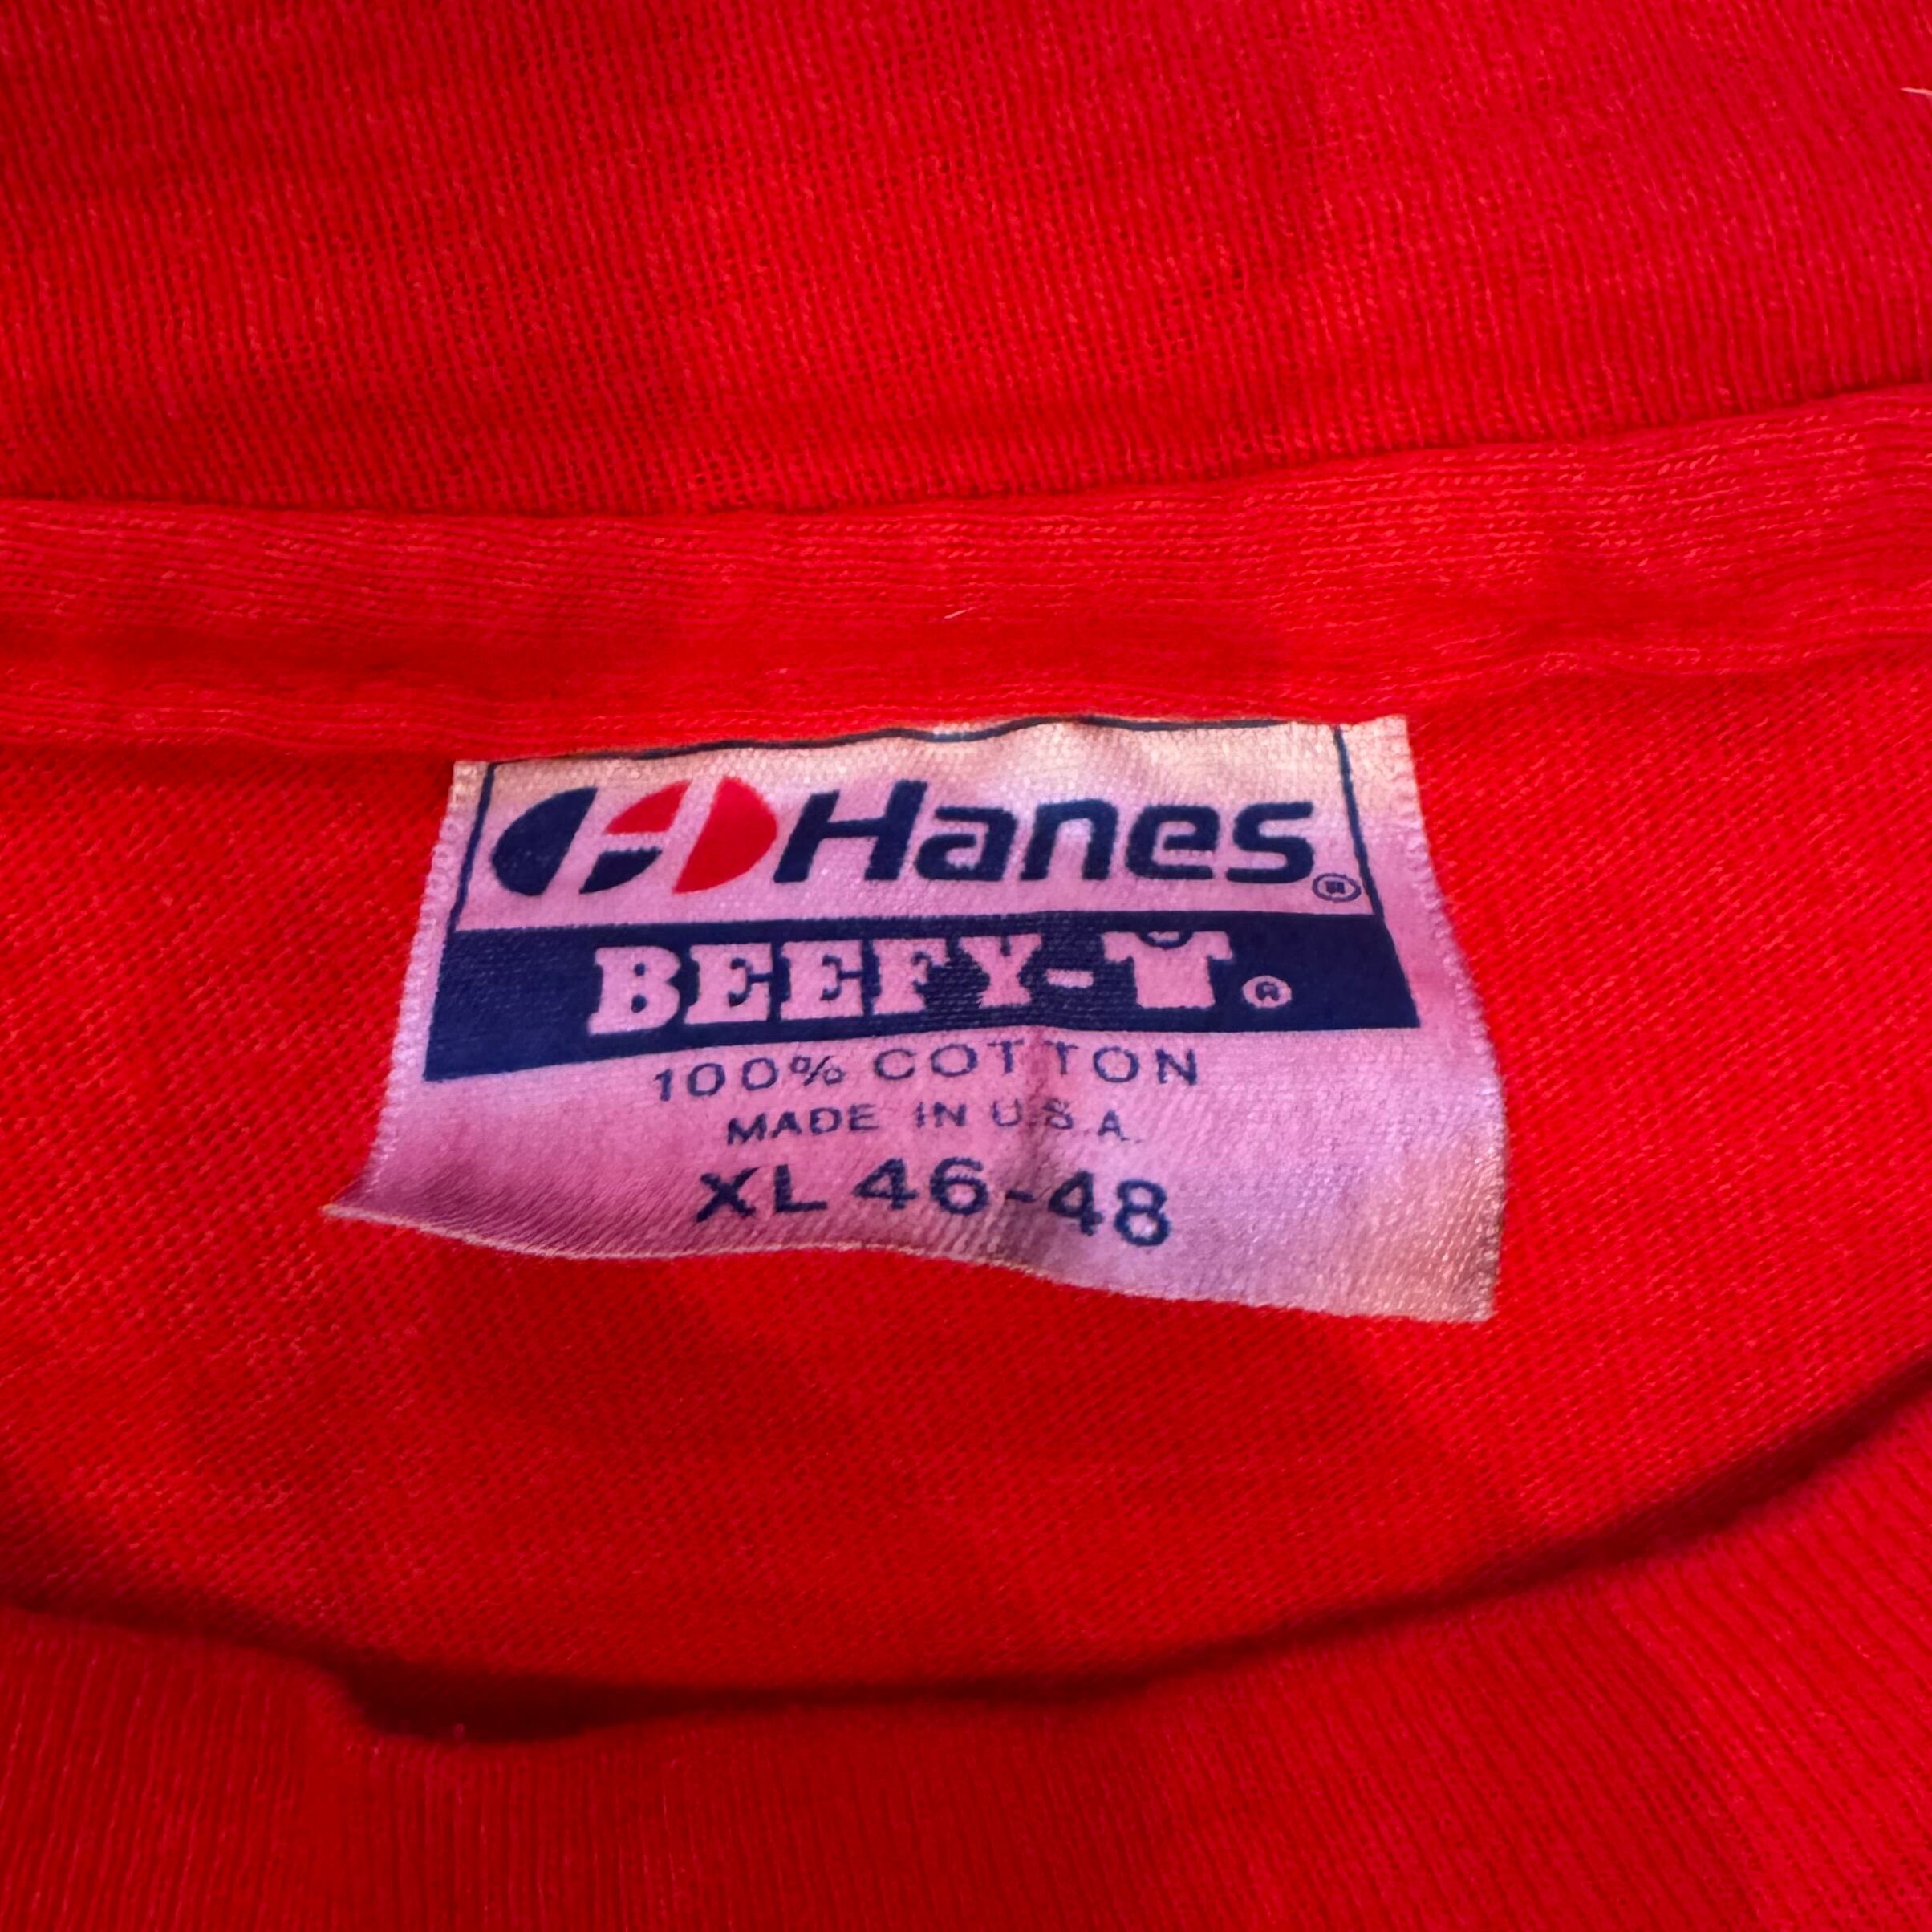 Hanes®
BEEFY-T®
100% COTTON
MADE IN U.S.A.
XL 46-48